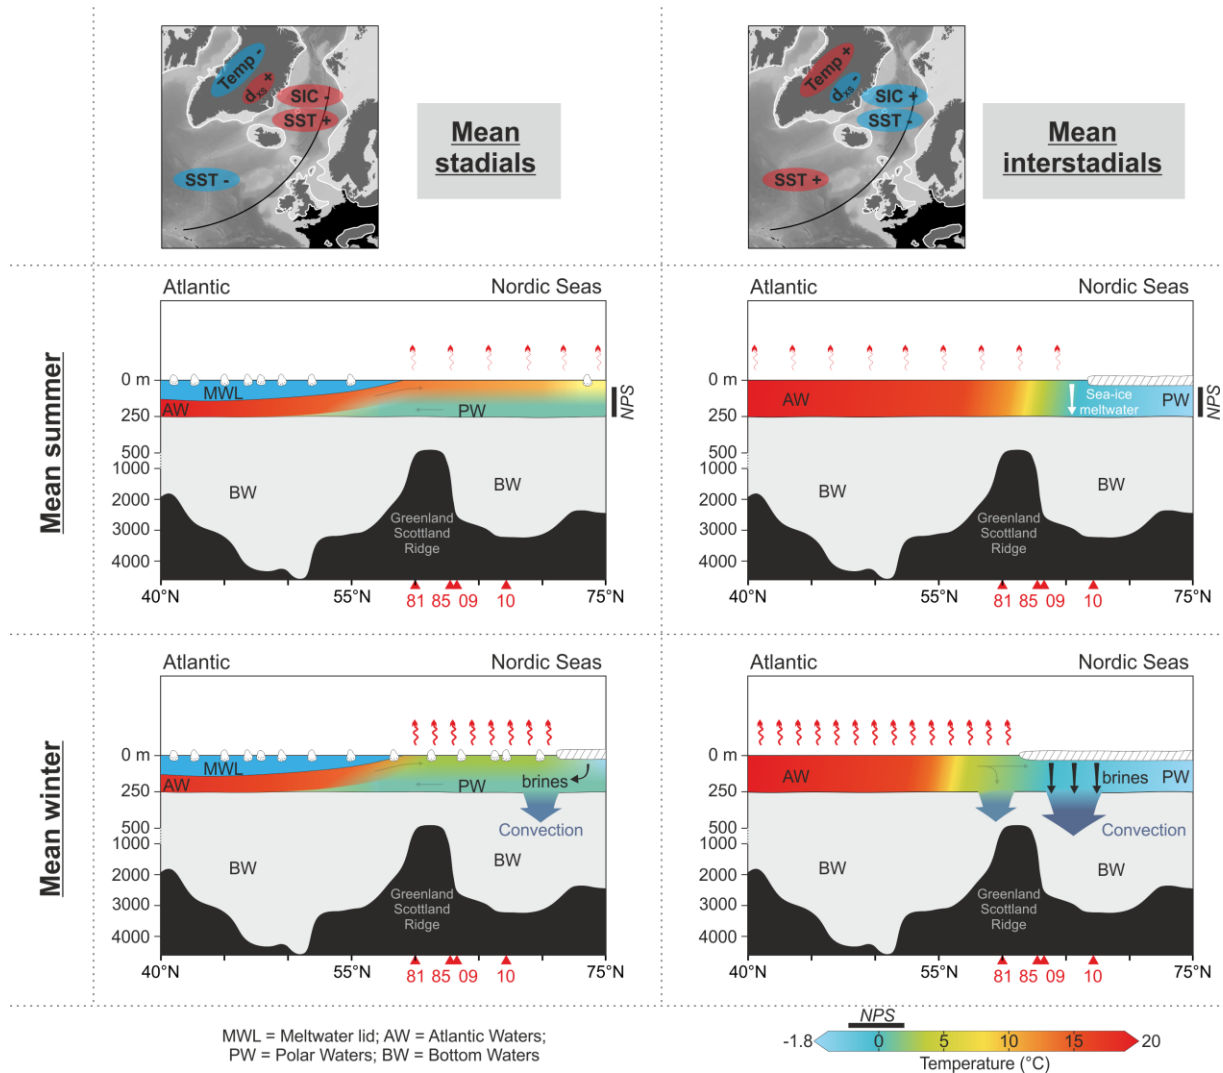 Temp -
dxs +
SIC -
SST +
SST -
Mean
stadials
Temp +
dxs -
SIC +
SST -
SST +
Mean
interstadials
Mean summer
Atlantic
Nordic Seas
0 m
250
500
1000
2000
3000
4000
MWL
AW
PW
NPS
BW
BW
Greenland
Scottland
Ridge
40°N
55°N
75°N
81 85 09 10
Atlantic
Nordic Seas
0 m
250
500
1000
2000
3000
4000
AW
Sea-ice
meltwater
PW
NPS
BW
BW
Greenland
Scottland
Ridge
40°N
55°N
75°N
81 85 09 10
Mean winter
Atlantic
Nordic Seas
0 m
250
500
1000
2000
3000
4000
MWL
AW
PW
brines
Convection
BW
BW
Greenland
Scottland
Ridge
40°N
55°N
75°N
81 85 09 10
Atlantic
Nordic Seas
0 m
250
500
1000
2000
3000
4000
AW
brines
PW
Convection
BW
BW
Greenland
Scottland
Ridge
40°N
55°N
75°N
81 85 09 10
MWL = Meltwater lid; AW = Atlantic Waters;
PW = Polar Waters; BW = Bottom Waters
NPS
-1.8 0 5 10 15 20
Temperature (°C)